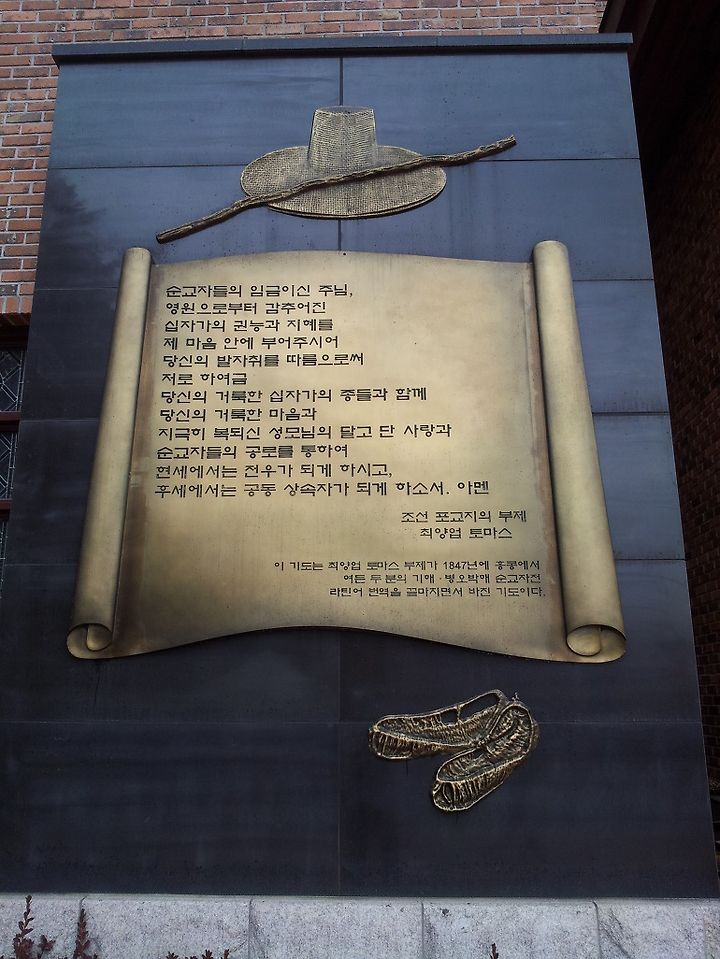 순교자들의 임금이신 주님,
영원으로부터 감추어진
십자가의 권능과 지혜를
제 마음 안에 부어주시어
당신의 발자취를 따름으로써
저로 하여금
당신의 거룩한 십자가의 종들과 함께
당신의 거룩한 마음과
지극히 복되신 성모님의 달고 단 사랑과
순교자들의 공로를 통하여
현세에서는 전우가 되게 하시고,
후세에서는 공동 상속자가 되게 하소서. 아멘
조선 포교지의 부제
최양업 토마스
이 기도는 최양업 토마스 부제가 1847년에 홍콩에서
여든 두 분의 기해 · 병오박해 순교자전
라틴어 번역을 끝마치면서 바친 기도이다.